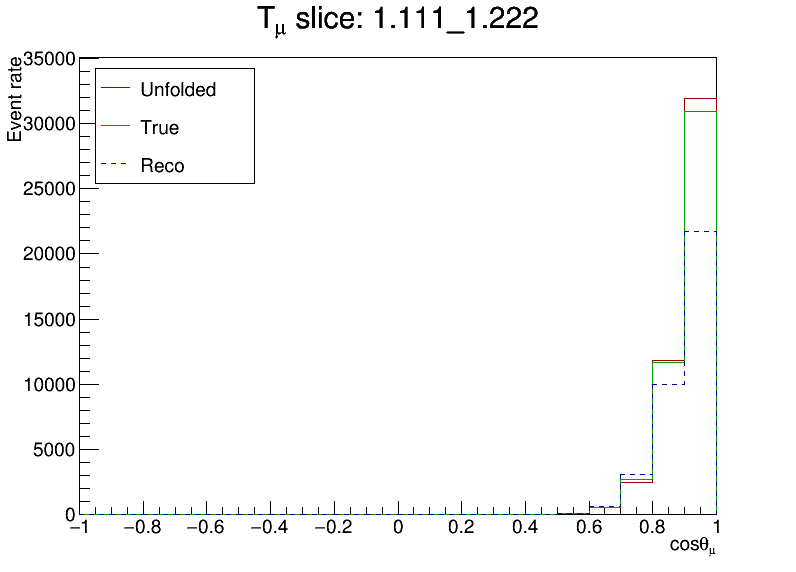 Tμ slice: 1.111_1.222
Event rate
35000
30000
25000
20000
15000
10000
5000
0
Unfolded
True
Reco
−1 −0.8 −0.6 −0.4 −0.2 0 0.2 0.4 0.6 0.8 1
cosθμ